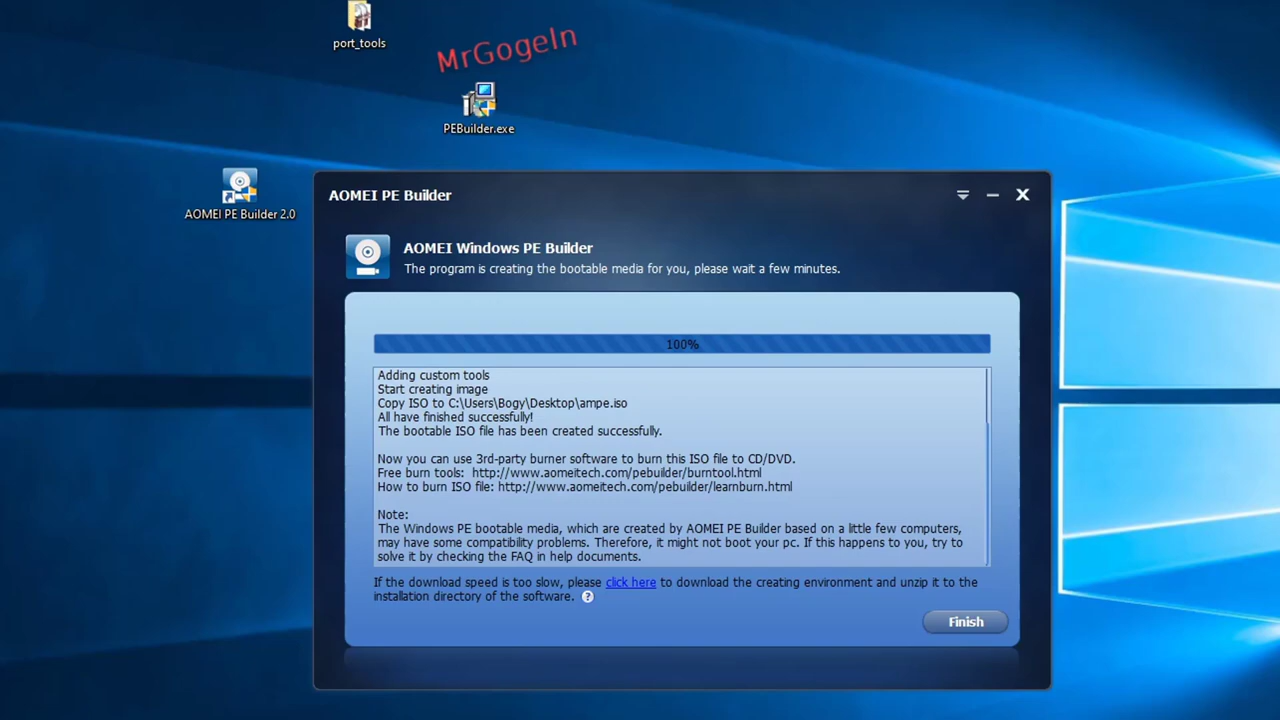 port_tools
MrGogeIn
PEBuilder.exe
AOMEI PE Builder 2.0
AOMEI PE Builder
AOMEI Windows PE Builder
The program is creating the bootable media for you, please wait a few minutes.
100%
Adding custom tools
Start creating image
Copy ISO to C:\Users\Bogy\Desktop\ampe.iso
All have finished successfully!
The bootable ISO file has been created successfully.
Now you can use 3rd-party burner software to burn this ISO file to CD/DVD.
Free burn tools:  http://www.aomeitech.com/pebuilder/burntool.html
How to burn ISO file: http://www.aomeitech.com/pebuilder/learnburn.html
Note:
The Windows PE bootable media, which are created by AOMEI PE Builder based on a little few computers,
may have some compatibility problems. Therefore, it might not boot your pc. If this happens to you, try to
solve it by checking the FAQ in help documents.
If the download speed is too slow, please click here to download the creating environment and unzip it to the
installation directory of the software. ?
Finish